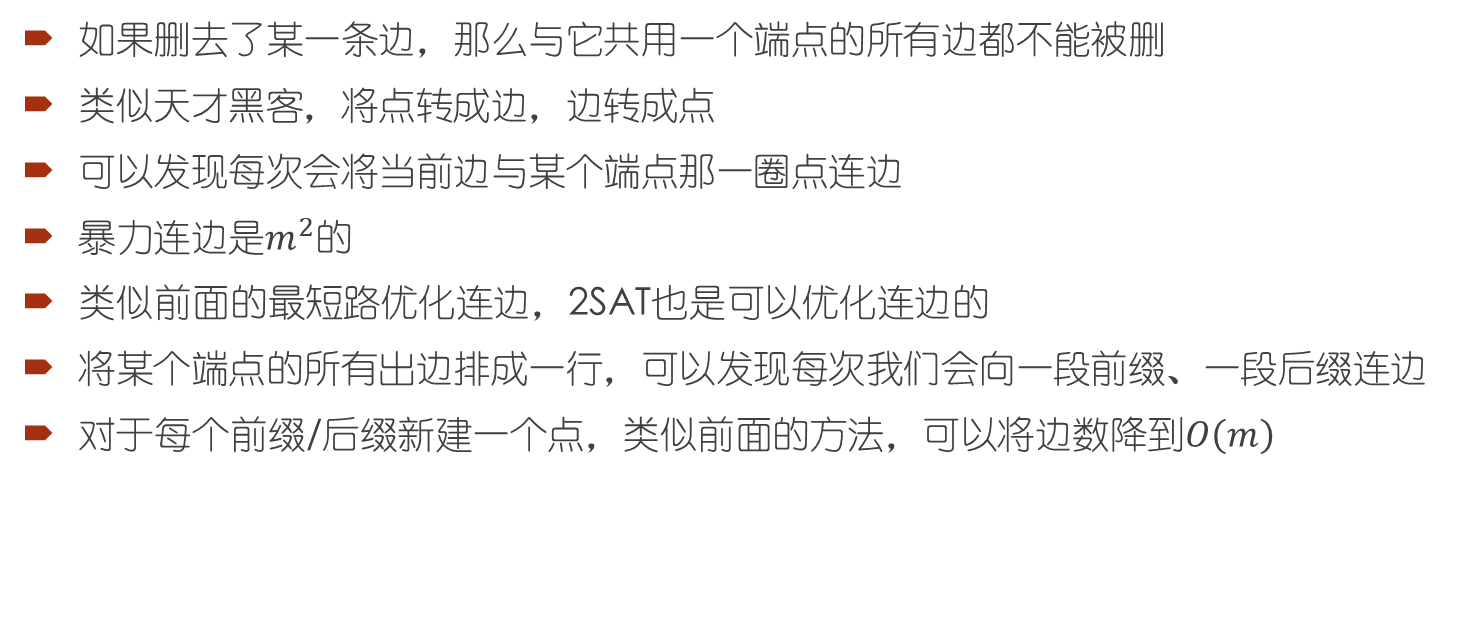 如果删去了某一条边，那么与它共用一个端点的所有边都不能被删
类似天才黑客，将点转成边，边转成点
可以发现每次会将当前边与某个端点那一圈点连边
暴力连边是m²的
类似前面的最短路优化连边，2SAT也是可以优化连边的
将某个端点的所有出边排成一行，可以发现每次我们会向一段前缀、一段后缀连边
对于每个前缀/后缀新建一个点，类似前面的方法，可以将边数降到O(m)